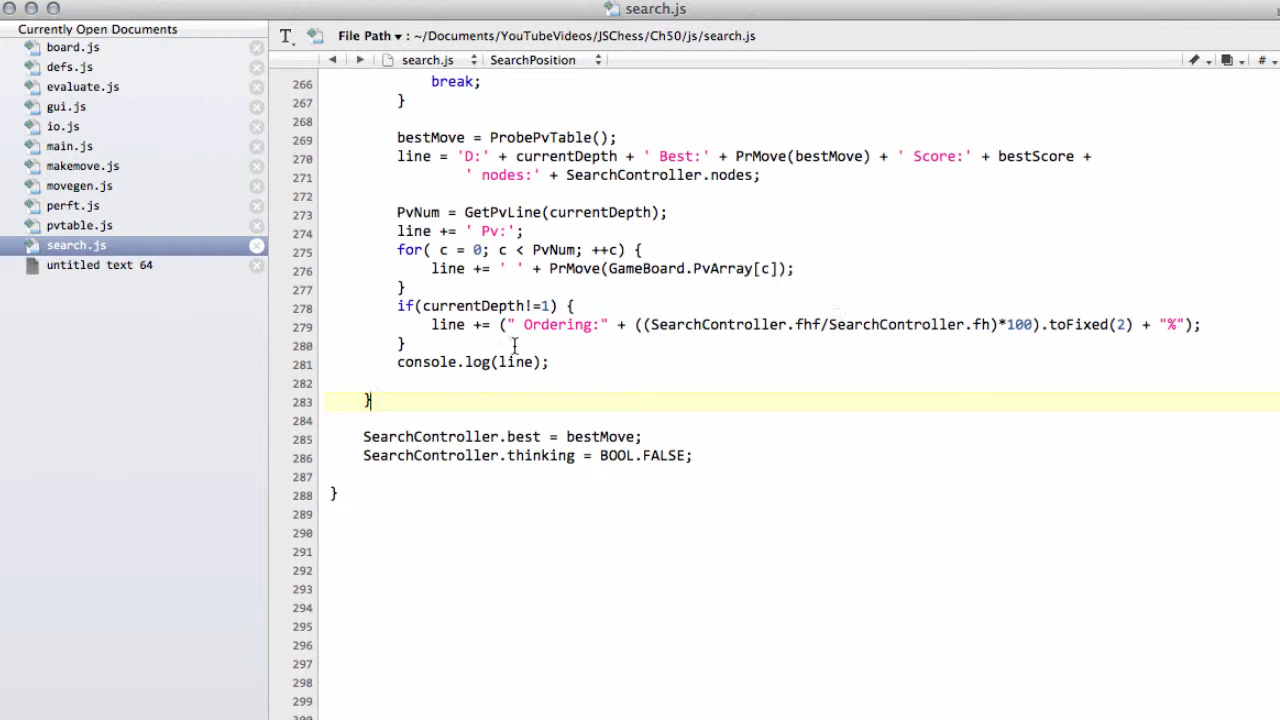 search.js
Currently Open Documents
board.js
defs.js
evaluate.js
gui.js
io.js
main.js
makemove.js
movegen.js
perft.js
pvtable.js
search.js
untitled text 64
File Path ▾ : ~/Documents/YouTubeVideos/JSChess/Ch50/js/search.js
search.js SearchPosition #
266 break;
267 }
268
269 bestMove = ProbePvTable();
270 line = 'D:' + currentDepth + ' Best:' + PrMove(bestMove) + ' Score:' + bestScore +
271 ' nodes:' + SearchController.nodes;
272
273 PvNum = GetPvLine(currentDepth);
274 line += ' Pv:';
275 for( c = 0; c < PvNum; ++c) {
276 line += ' ' + PrMove(GameBoard.PvArray[c]);
277 }
278 if(currentDepth!=1) {
279 line += (" Ordering:" + ((SearchController.fhf/SearchController.fh)*100).toFixed(2) + "%");
280 }
281 console.log(line);
282
283 }
284
285 SearchController.best = bestMove;
286 SearchController.thinking = BOOL.FALSE;
287
288 }
289
290
291
292
293
294
295
296
297
298
299